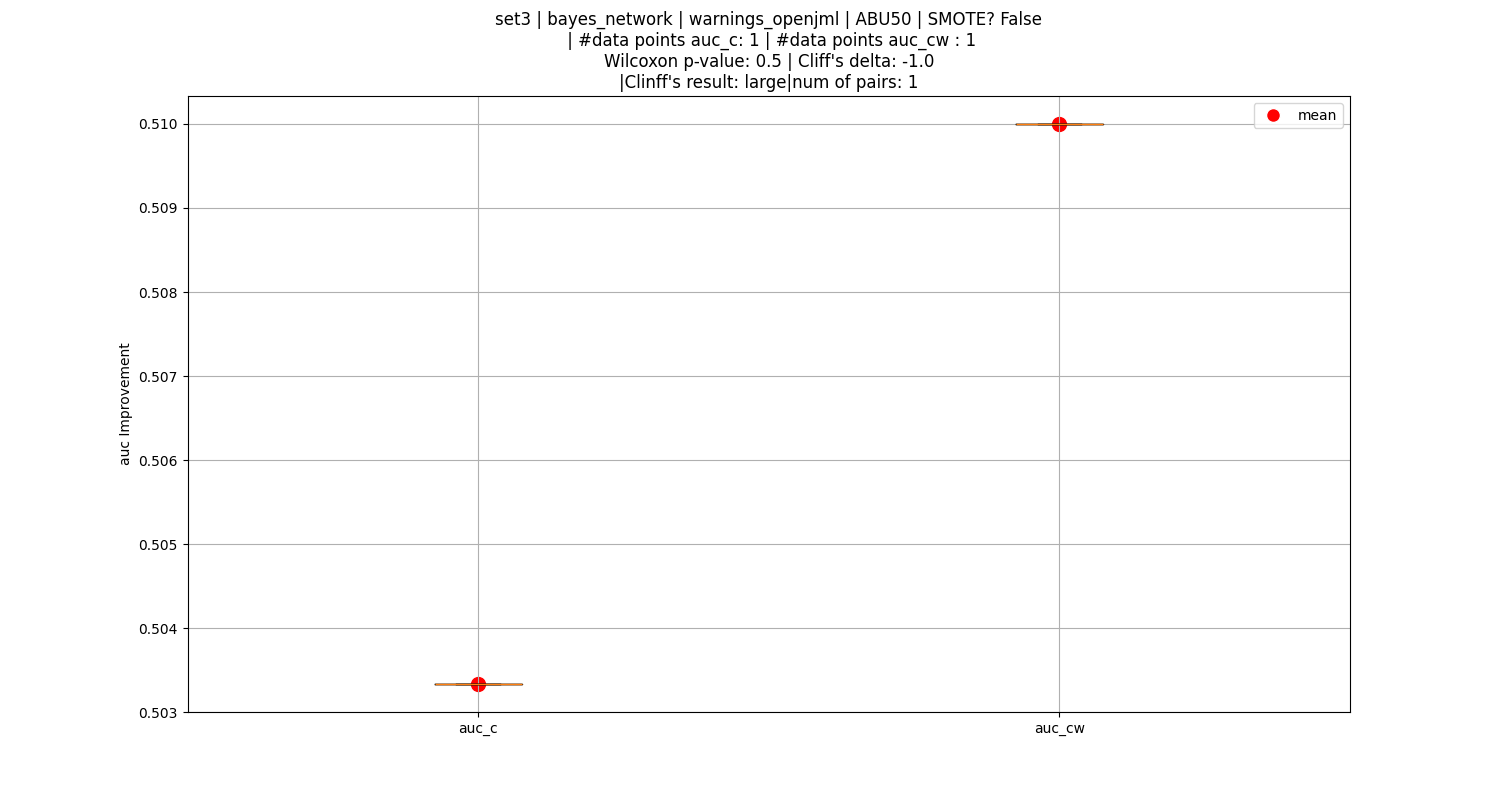 set3 | bayes_network | warnings_openjml | ABU50 | SMOTE? False
| #data points auc_c: 1 | #data points auc_cw : 1
Wilcoxon p-value: 0.5 | Cliff's delta: -1.0
|Clinff's result: large|num of pairs: 1
mean
0.510
0.509
0.508
0.507
0.506
0.505
0.504
0.503
auc Improvement
auc_c
auc_cw